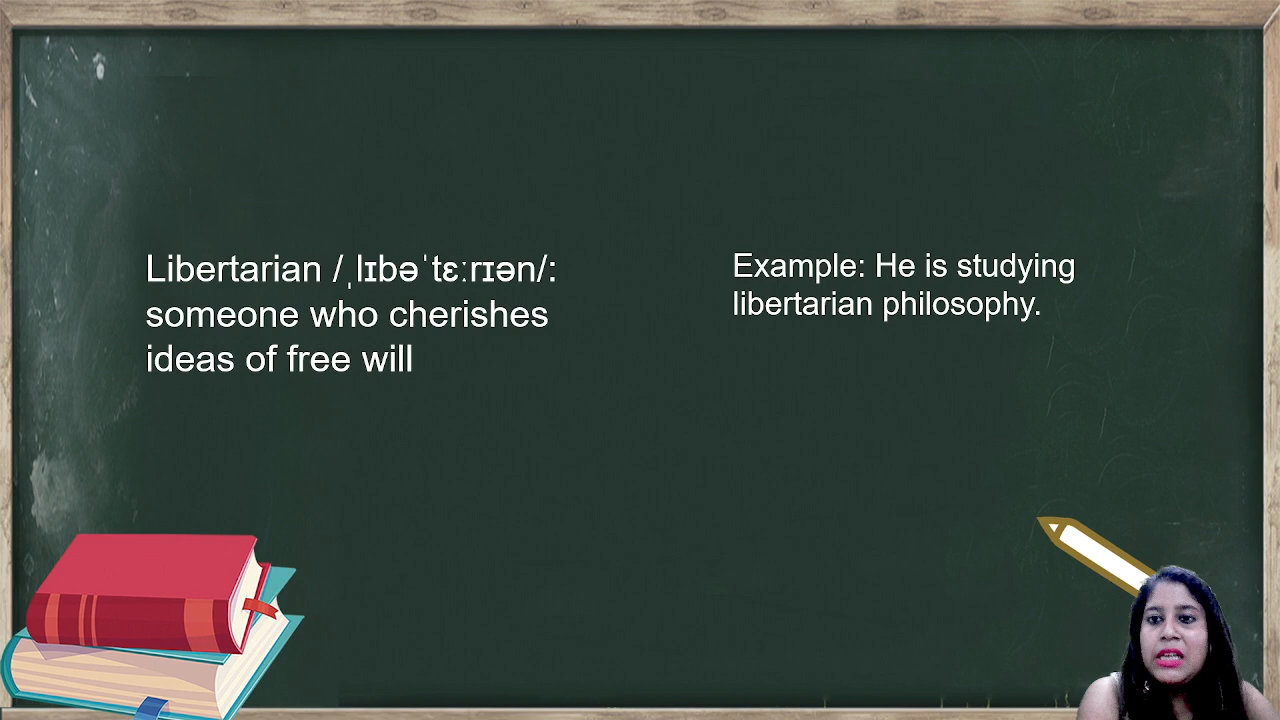 Libertarian /ˌlɪbəˈtɛːrɪən/:
someone who cherishes
ideas of free will
Example: He is studying
libertarian philosophy.